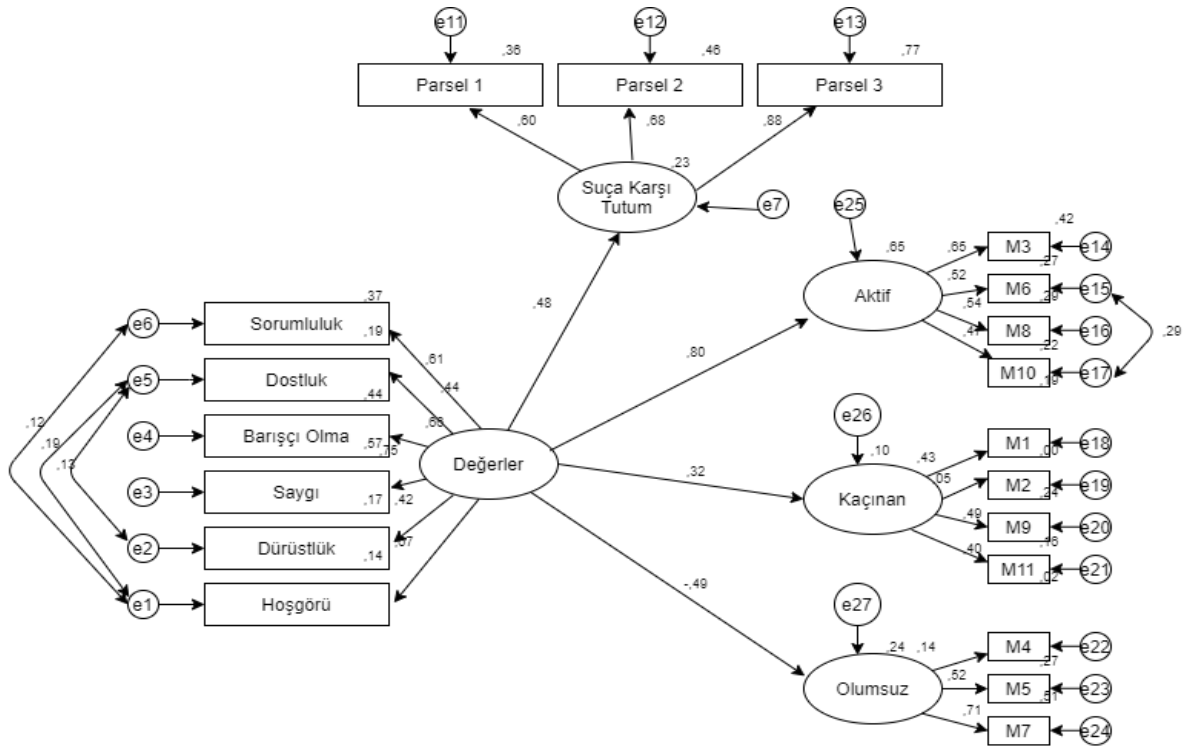 e11
e12
e13
,36
,46
,77
Parsel 1
Parsel 2
Parsel 3
,60
,68
,88
,23
Suça Karşı
Tutum
e7
,48
e25
,65
Aktif
,65
,52
,54
,47
,42
M3
e14
,27
M6
e15
,29
M8
e16
,22
M10
e17
,19
,29
,80
,37
e6
Sorumluluk
,19
e5
Dostluk
,44
e4
Barışçı Olma
,57
e3
Saygı
,17
e2
Dürüstlük
,14
e1
Hoşgörü
,12
,19
,13
,61
,44
,66
,75
,42
Değerler
,32
-,49
e26
,10
Kaçınan
,43
,05
,49
,40
M1
e18
,00
M2
e19
,24
M9
e20
,16
M11
e21
,02
e27
,24
Olumsuz
,14
,52
,71
M4
e22
,27
M5
e23
,51
M7
e24